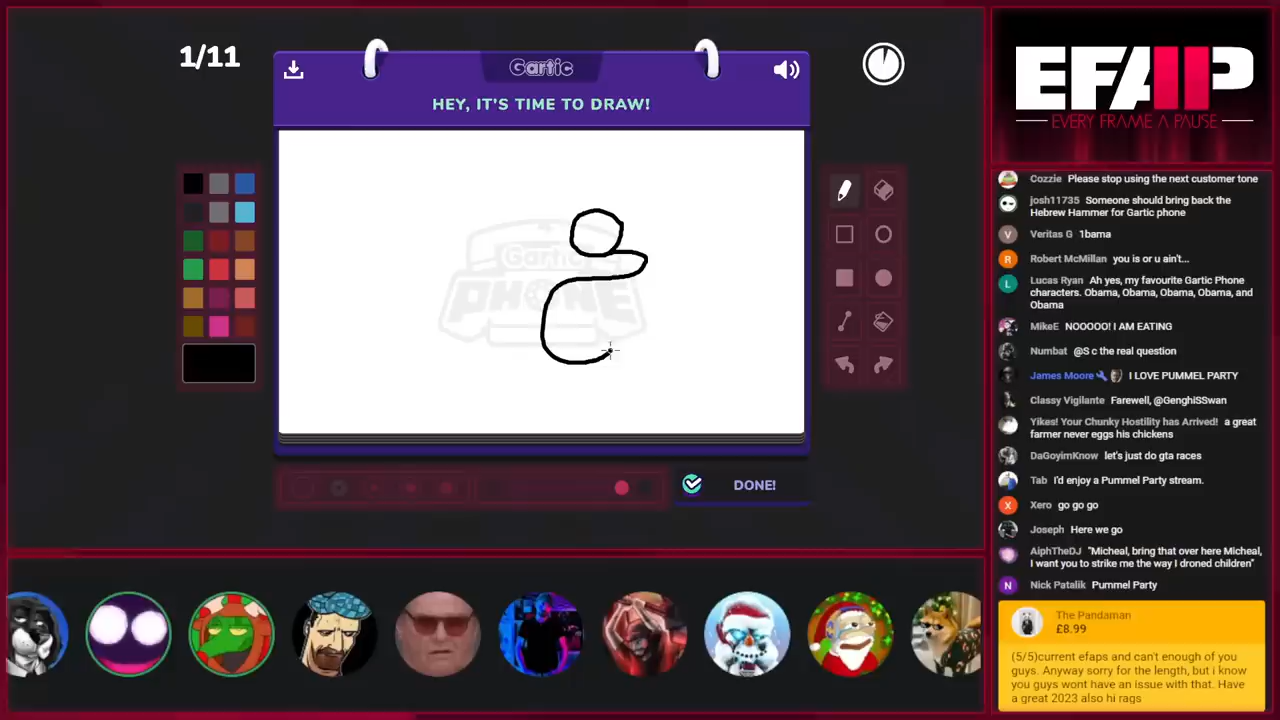 1/11
Gartic
HEY, IT'S TIME TO DRAW!
Gartic
PHONE
DONE!
EFAP
EVERY FRAME A PAUSE
Cozzie Please stop using the next customer tone
josh11735 Someone should bring back the
Hebrew Hammer for Gartic phone
Veritas G 1bama
Robert McMillan you is or u ain't...
Lucas Ryan Ah yes, my favourite Gartic Phone
characters. Obama, Obama, Obama, Obama, and
Obama
MikeE NOOOOO! I AM EATING
Numbat @S c the real question
James Moore I LOVE PUMMEL PARTY
Classy Vigilante Farewell, @GenghiSSwan
Yikes! Your Chunky Hostility has Arrived! a great
farmer never eggs his chickens
DaGoyimKnow let's just do gta races
Tab I'd enjoy a Pummel Party stream.
Xero go go go
Joseph Here we go
AiphTheDJ "Micheal, bring that over here Micheal,
I want you to strike me the way I droned children"
Nick Patalik Pummel Party
The Pandaman
£8.99
(5/5)current efaps and can't enough of you
guys. Anyway sorry for the length, but i know
you guys wont have an issue with that. Have
a great 2023 also hi rags